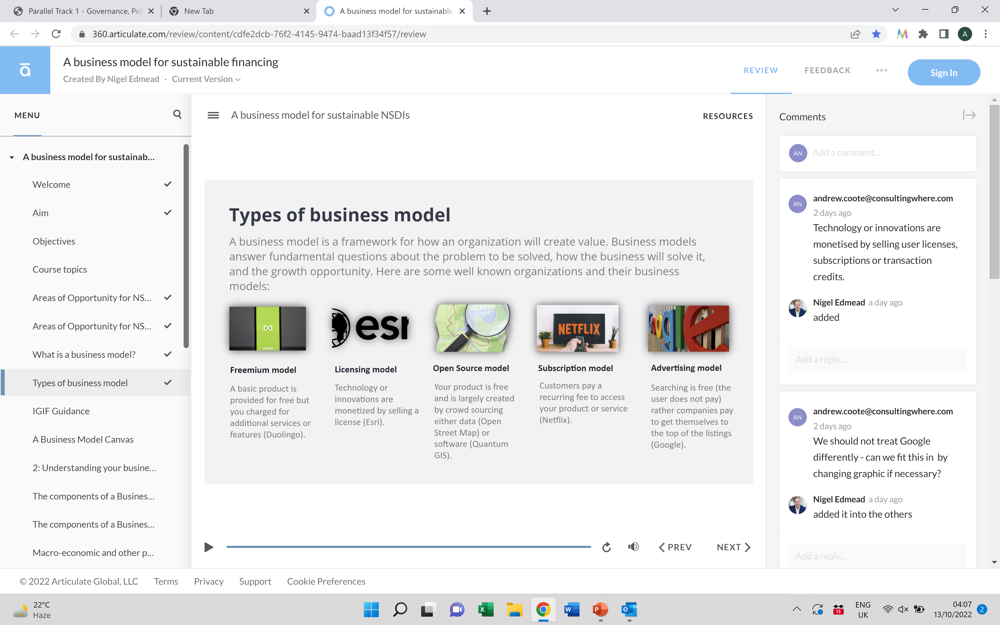 Parallel Track 1 - Governance, Pol
New Tab
A business model for sustainable
360.articulate.com/review/content/cdfe2dcb-76f2-4145-9474-baad13f34f57/review
A
A business model for sustainable financing
Created By Nigel Edmead · Current Version
REVIEW
FEEDBACK
Sign In
MENU
A business model for sustainab...
Welcome
Aim
Objectives
Course topics
Areas of Opportunity for NS...
Areas of Opportunity for NS...
What is a business model?
Types of business model
IGIF Guidance
A Business Model Canvas
2: Understanding your busine...
The components of a Busines...
The components of a Busines...
Macro-economic and other p...
A business model for sustainable NSDIs
RESOURCES
Types of business model
A business model is a framework for how an organization will create value. Business models
answer fundamental questions about the problem to be solved, how the business will solve it,
and the growth opportunity. Here are some well known organizations and their business
models:
duolingo
esri
NETFLIX
Freemium model
A basic product is
provided for free but
you charged for
additional services or
features (Duolingo).
Licensing model
Technology or
innovations are
monetized by selling a
license (Esri).
Open Source model
Your product is free
and is largely created
by crowd sourcing
either data (Open
Street Map) or
software (Quantum
GIS).
Subscription model
Customers pay a
recurring fee to access
your product or service
(Netflix).
Advertising model
Searching is free (the
user does not pay)
rather companies pay
to get themselves to
the top of the listings
(Google).
PREV
NEXT
Comments
AN
Add a comment...
AN
andrew.coote@consultingwhere.com
2 days ago
Technology or innovations are
monetised by selling user licenses,
subscriptions or transaction
credits.
Nigel Edmead a day ago
added
Add a reply...
AN
andrew.coote@consultingwhere.com
2 days ago
We should not treat Google
differently - can we fit this in by
changing graphic if necessary?
Nigel Edmead a day ago
added it into the others
Add a reply...
© 2022 Articulate Global, LLC
Terms
Privacy
Support
Cookie Preferences
22°C
Haze
13
ENG
UK
04:07
13/10/2022
2